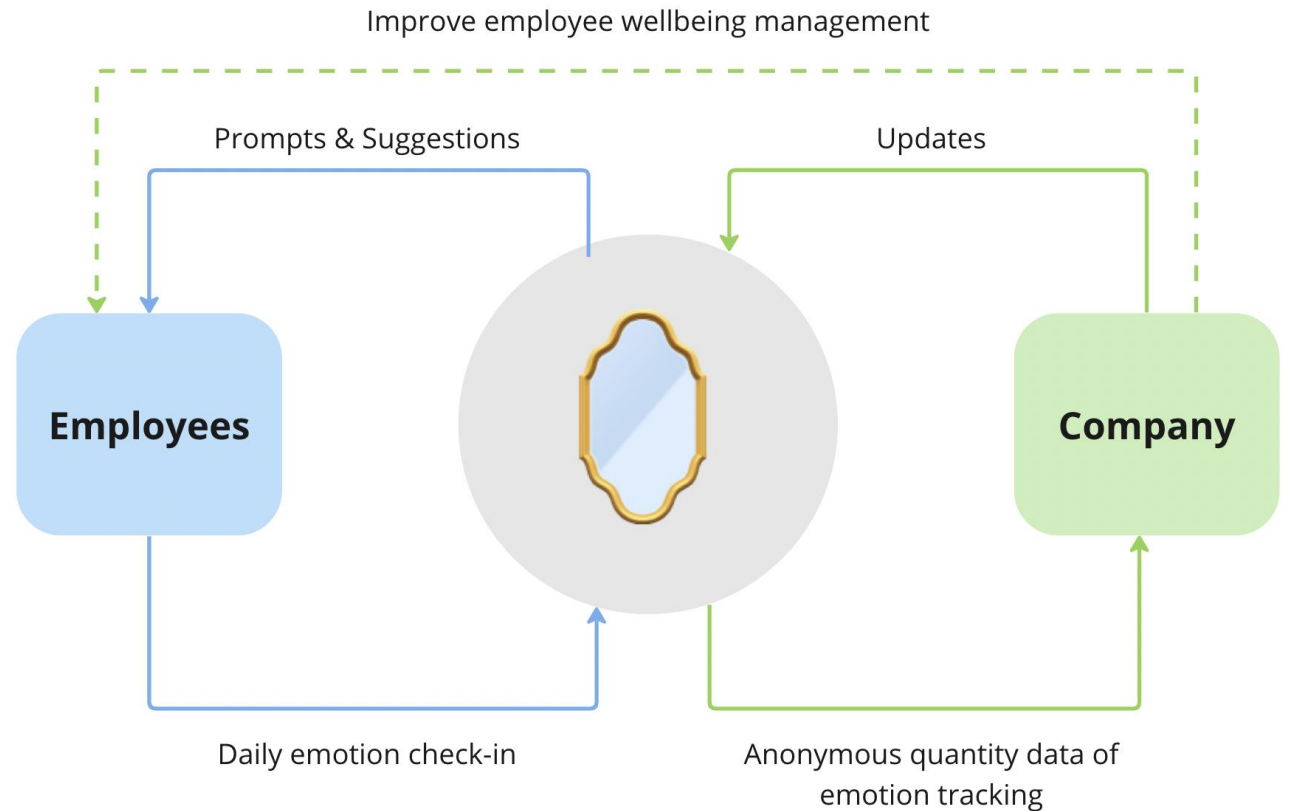 Improve employee wellbeing management
Prompts & Suggestions
Updates
Employees
Company
Daily emotion check-in
Anonymous quantity data of
emotion tracking